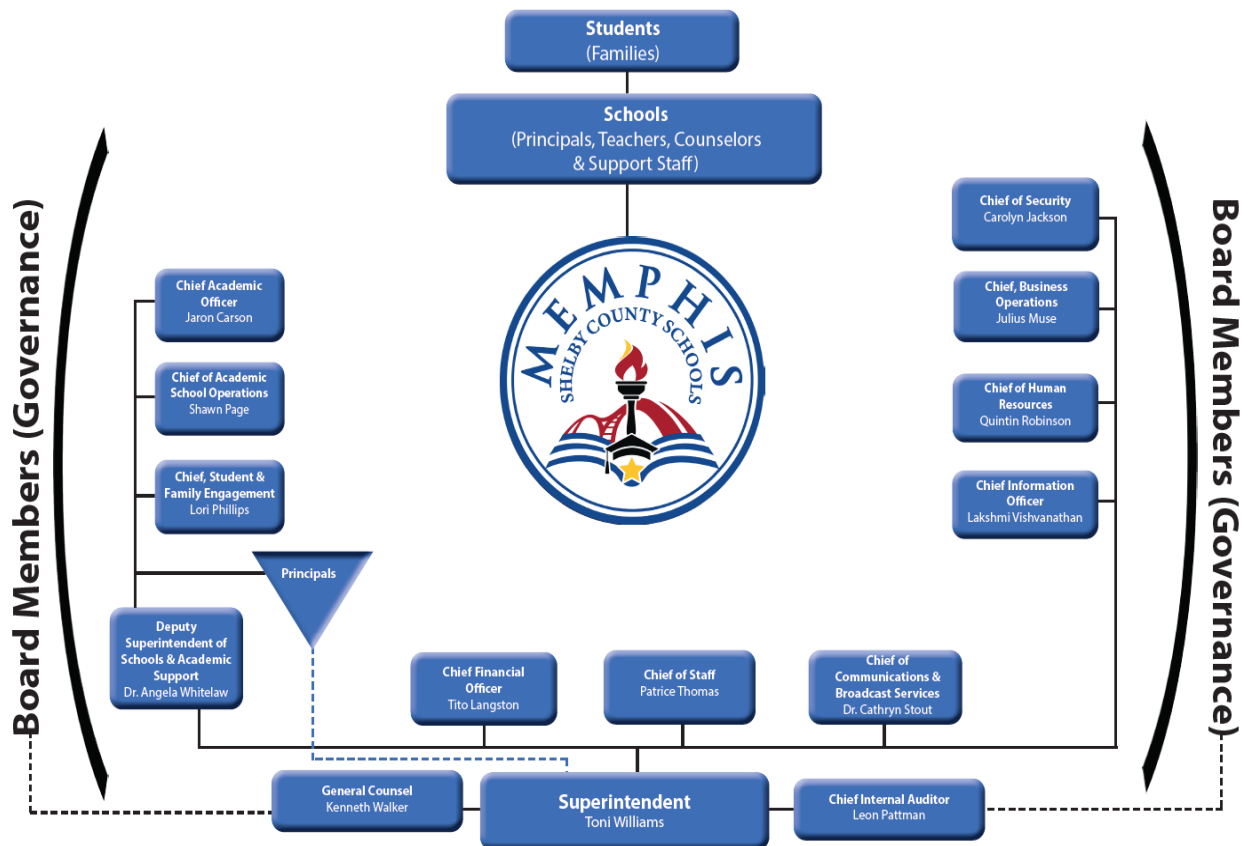 Students
(Families)
Schools
(Principals, Teachers, Counselors
& Support Staff)
Board Members (Governance)
Board Members (Governance)
MEMPHIS
SHELBY COUNTY SCHOOLS
Chief of Security
Carolyn Jackson
Chief, Business
Operations
Julius Muse
Chief of Human
Resources
Quintin Robinson
Chief Information
Officer
Lakshmi Vishvanathan
Chief Academic
Officer
Jaron Carson
Chief of Academic
School Operations
Shawn Page
Chief, Student &
Family Engagement
Lori Phillips
Principals
Deputy
Superintendent of
Schools & Academic
Support
Dr. Angela Whitelaw
Chief Financial
Officer
Tito Langston
Chief of Staff
Patrice Thomas
Chief of
Communications &
Broadcast Services
Dr. Cathryn Stout
General Counsel
Kenneth Walker
Superintendent
Toni Williams
Chief Internal Auditor
Leon Pattman